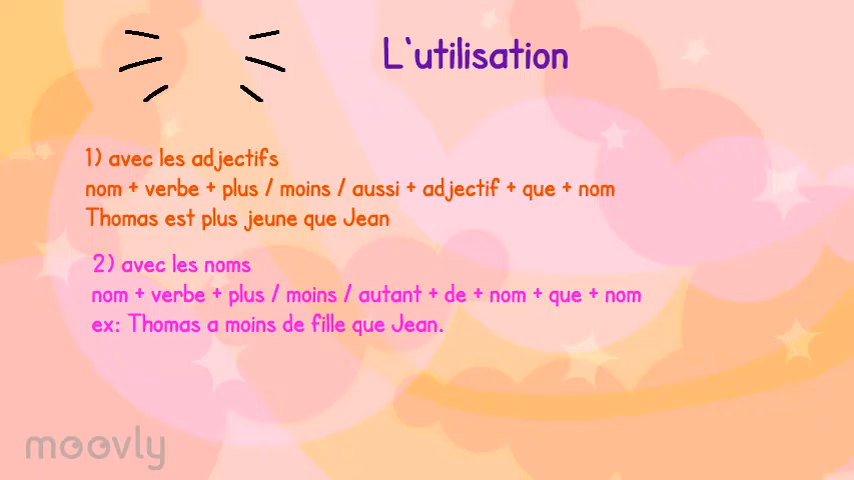 L'utilisation
1) avec les adjectifs
nom + verbe + plus / moins / aussi + adjectif + que + nom
Thomas est plus jeune que Jean
2) avec les noms
nom + verbe + plus / moins / autant + de + nom + que + nom
ex: Thomas a moins de fille que Jean.
moovly